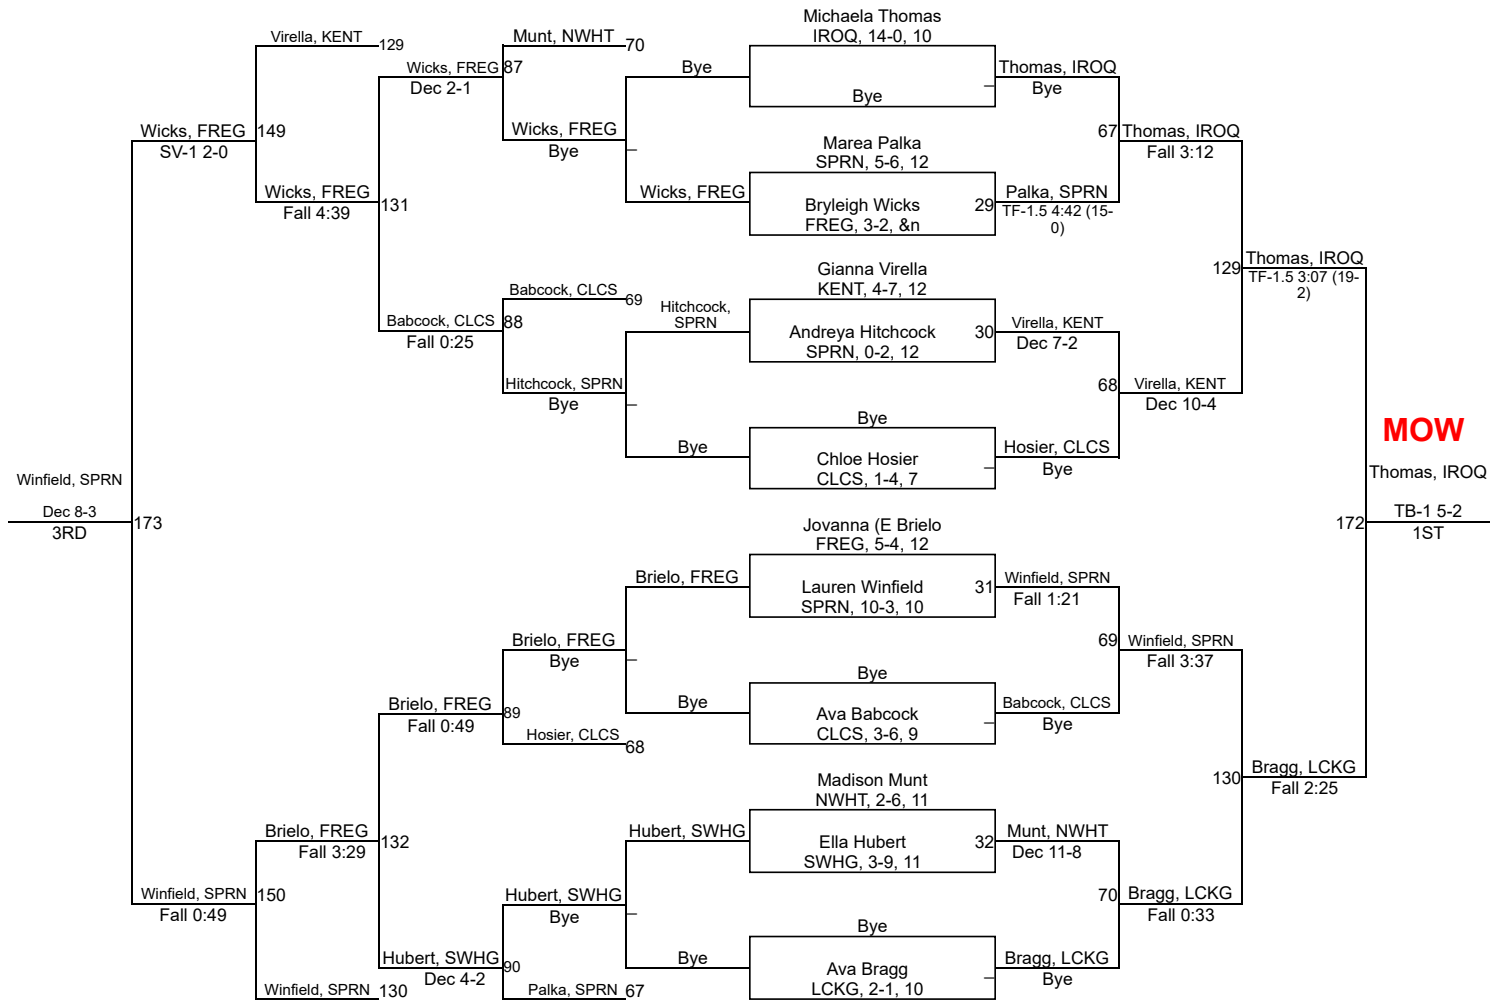 Michaela Thomas
IROQ, 14-0, 10
Virella, KENT
129
Munt, NWHT
70
Wicks, FREG
87
Dec 2-1
Bye
Bye
Thomas, IROQ
Bye
Wicks, FREG
149
SV-1 2-0
Wicks, FREG
Bye
Marea Palka
SPRN, 5-6, 12
67
Thomas, IROQ
Fall 3:12
Wicks, FREG
131
Fall 4:39
Wicks, FREG
Bryleigh Wicks
FREG, 3-2, &n
29
Palka, SPRN
TF-1.5 4:42 (15-
0)
Gianna Virella
KENT, 4-7, 12
129
Thomas, IROQ
TF-1.5 3:07 (19-
2)
Babcock, CLCS
69
Babcock, CLCS
88
Fall 0:25
Hitchcock,
SPRN
Andreya Hitchcock
SPRN, 0-2, 12
30
Virella, KENT
Dec 7-2
Hitchcock, SPRN
Bye
68
Virella, KENT
Dec 10-4
Bye
Bye
Chloe Hosier
CLCS, 1-4, 7
Hosier, CLCS
Bye
MOW
Winfield, SPRN
Dec 8-3
3RD
173
Thomas, IROQ
172
TB-1 5-2
1ST
Jovanna (E Brielo
FREG, 5-4, 12
Brielo, FREG
Lauren Winfield
SPRN, 10-3, 10
31
Winfield, SPRN
Fall 1:21
Brielo, FREG
Bye
69
Winfield, SPRN
Fall 3:37
Bye
Bye
Ava Babcock
CLCS, 3-6, 9
Babcock, CLCS
Bye
Brielo, FREG
89
Fall 0:49
Hosier, CLCS
68
Madison Munt
NWHT, 2-6, 11
130
Bragg, LCKG
Fall 2:25
Brielo, FREG
132
Fall 3:29
Hubert, SWHG
Ella Hubert
SWHG, 3-9, 11
32
Munt, NWHT
Dec 11-8
Winfield, SPRN
150
Fall 0:49
Hubert, SWHG
Bye
70
Bragg, LCKG
Fall 0:33
Bye
Hubert, SWHG
90
Dec 4-2
Bye
Ava Bragg
LCKG, 2-1, 10
Bragg, LCKG
Bye
Winfield, SPRN
130
Palka, SPRN
67